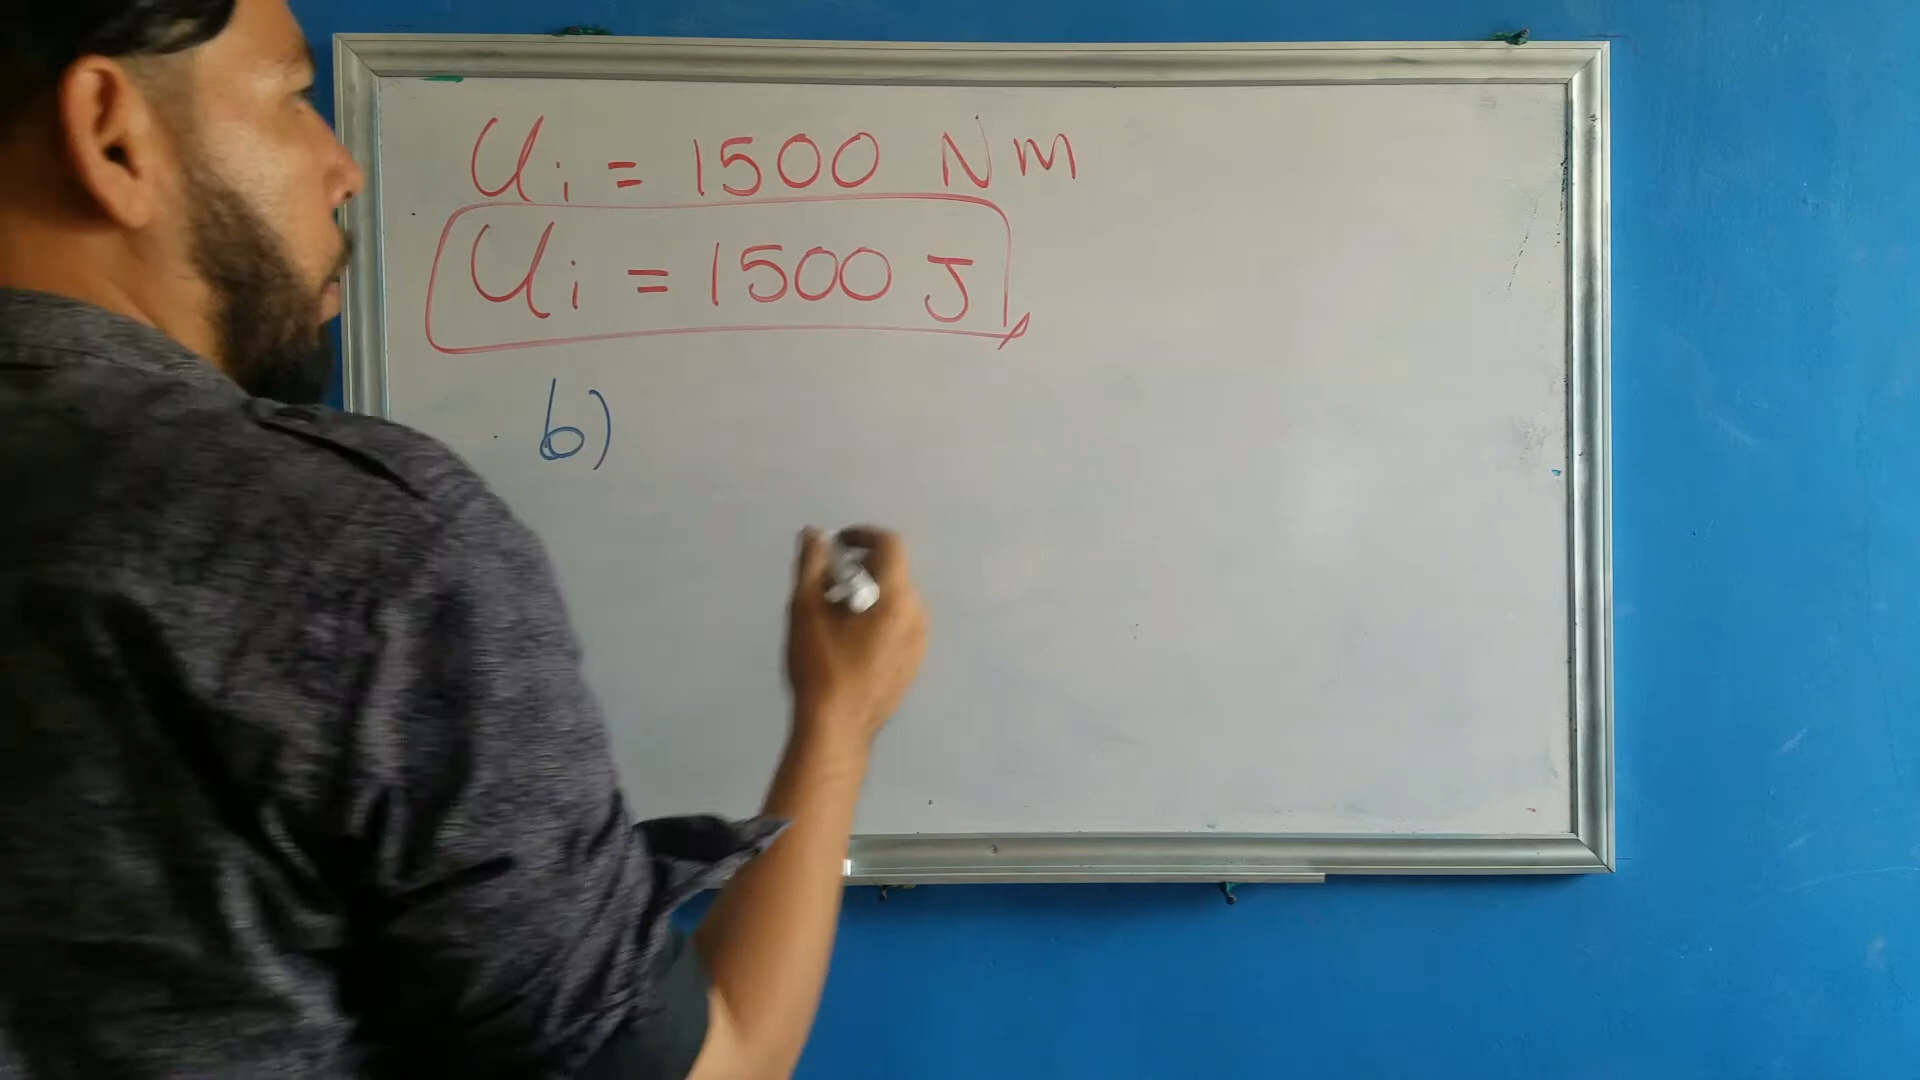 Ui = 1500 Nm
Ui = 1500 J
b)